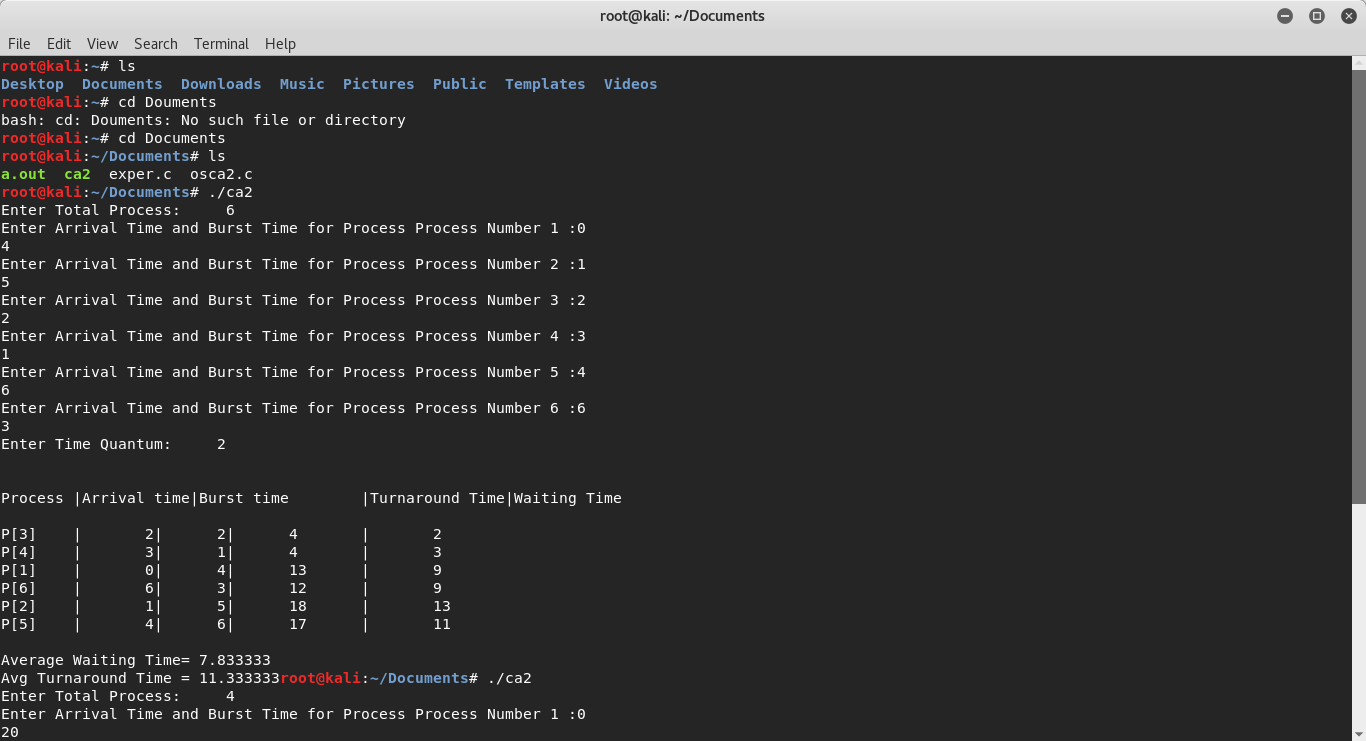 root@kali: ~/Documents
File Edit View Search Terminal Help
root@kali:~# ls
Desktop  Documents  Downloads  Music  Pictures  Public  Templates  Videos
root@kali:~# cd Douments
bash: cd: Douments: No such file or directory
root@kali:~# cd Documents
root@kali:~/Documents# ls
a.out  ca2  exper.c  osca2.c
root@kali:~/Documents# ./ca2
Enter Total Process:     6
Enter Arrival Time and Burst Time for Process Process Number 1 :0
4
Enter Arrival Time and Burst Time for Process Process Number 2 :1
5
Enter Arrival Time and Burst Time for Process Process Number 3 :2
2
Enter Arrival Time and Burst Time for Process Process Number 4 :3
1
Enter Arrival Time and Burst Time for Process Process Number 5 :4
6
Enter Arrival Time and Burst Time for Process Process Number 6 :6
3
Enter Time Quantum:     2
Process |Arrival time|Burst time        |Turnaround Time|Waiting Time
P[3]    |       2|      2|      4       |       2
P[4]    |       3|      1|      4       |       3
P[1]    |       0|      4|      13      |       9
P[6]    |       6|      3|      12      |       9
P[2]    |       1|      5|      18      |       13
P[5]    |       4|      6|      17      |       11
Average Waiting Time= 7.833333
Avg Turnaround Time = 11.333333root@kali:~/Documents# ./ca2
Enter Total Process:     4
Enter Arrival Time and Burst Time for Process Process Number 1 :0
20